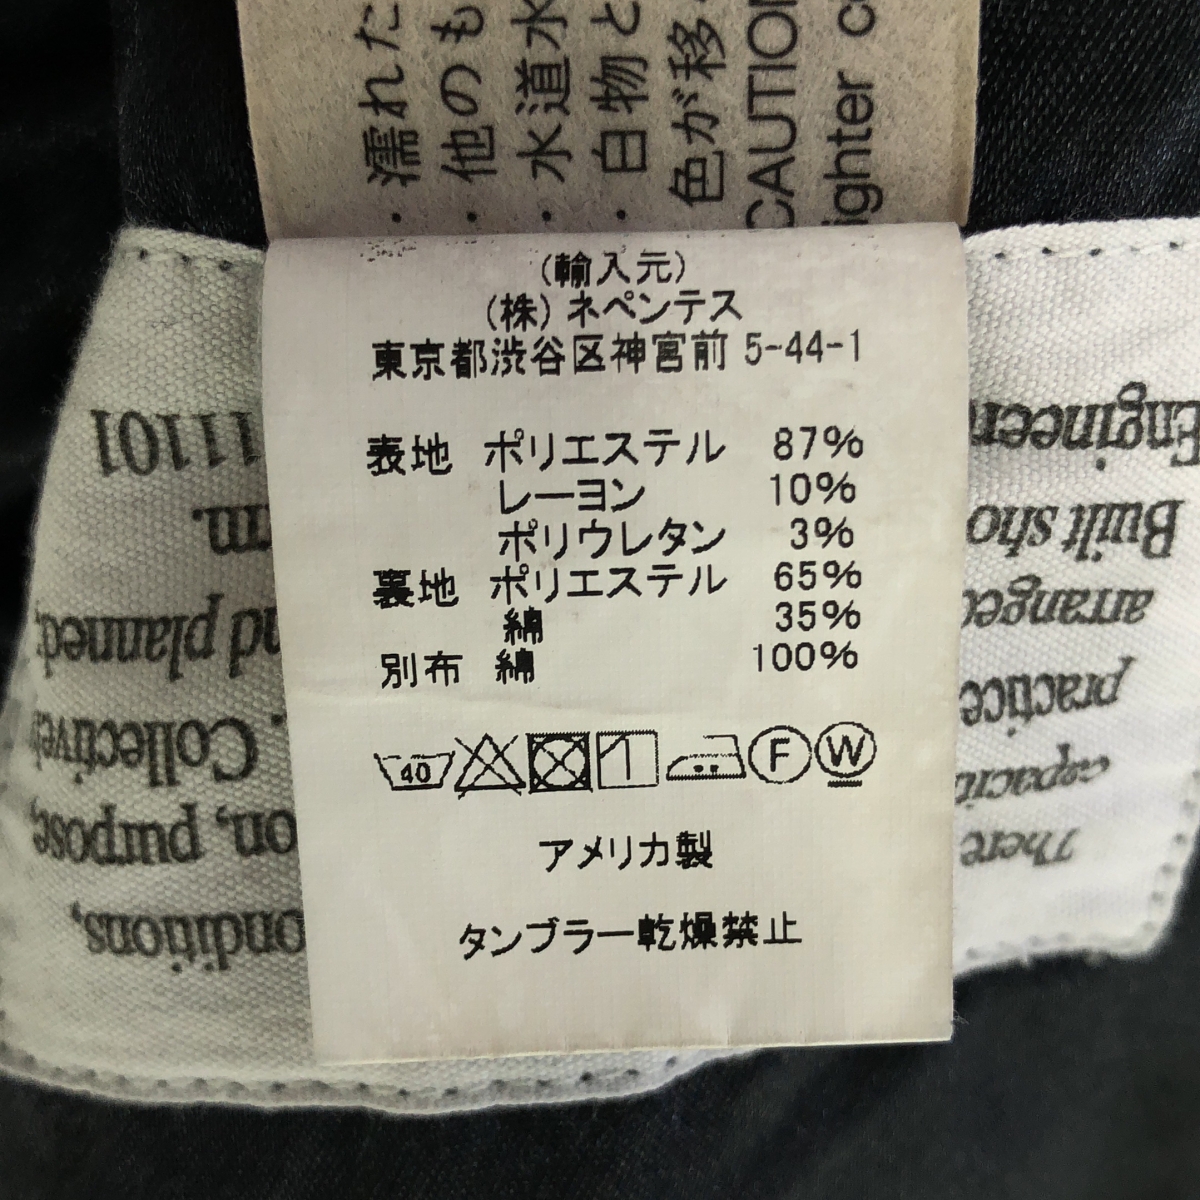 ・濡れた
・他のも
・水道水
・白物と
色が移
CAUTION
ighter
(輸入元)
(株) ネペンテス
東京都渋谷区神宮前 5-44-1
表地 ポリエステル 87%
レーヨン 10%
ポリウレタン 3%
裏地 ポリエステル 65%
綿 35%
別布 綿 100%
40 F W
アメリカ製
タンブラー乾燥禁止
There
capacit
practice
arranged
Built sho
Engineer
onditions,
on, purpose,
. Collective
nd planned;
m.
11101